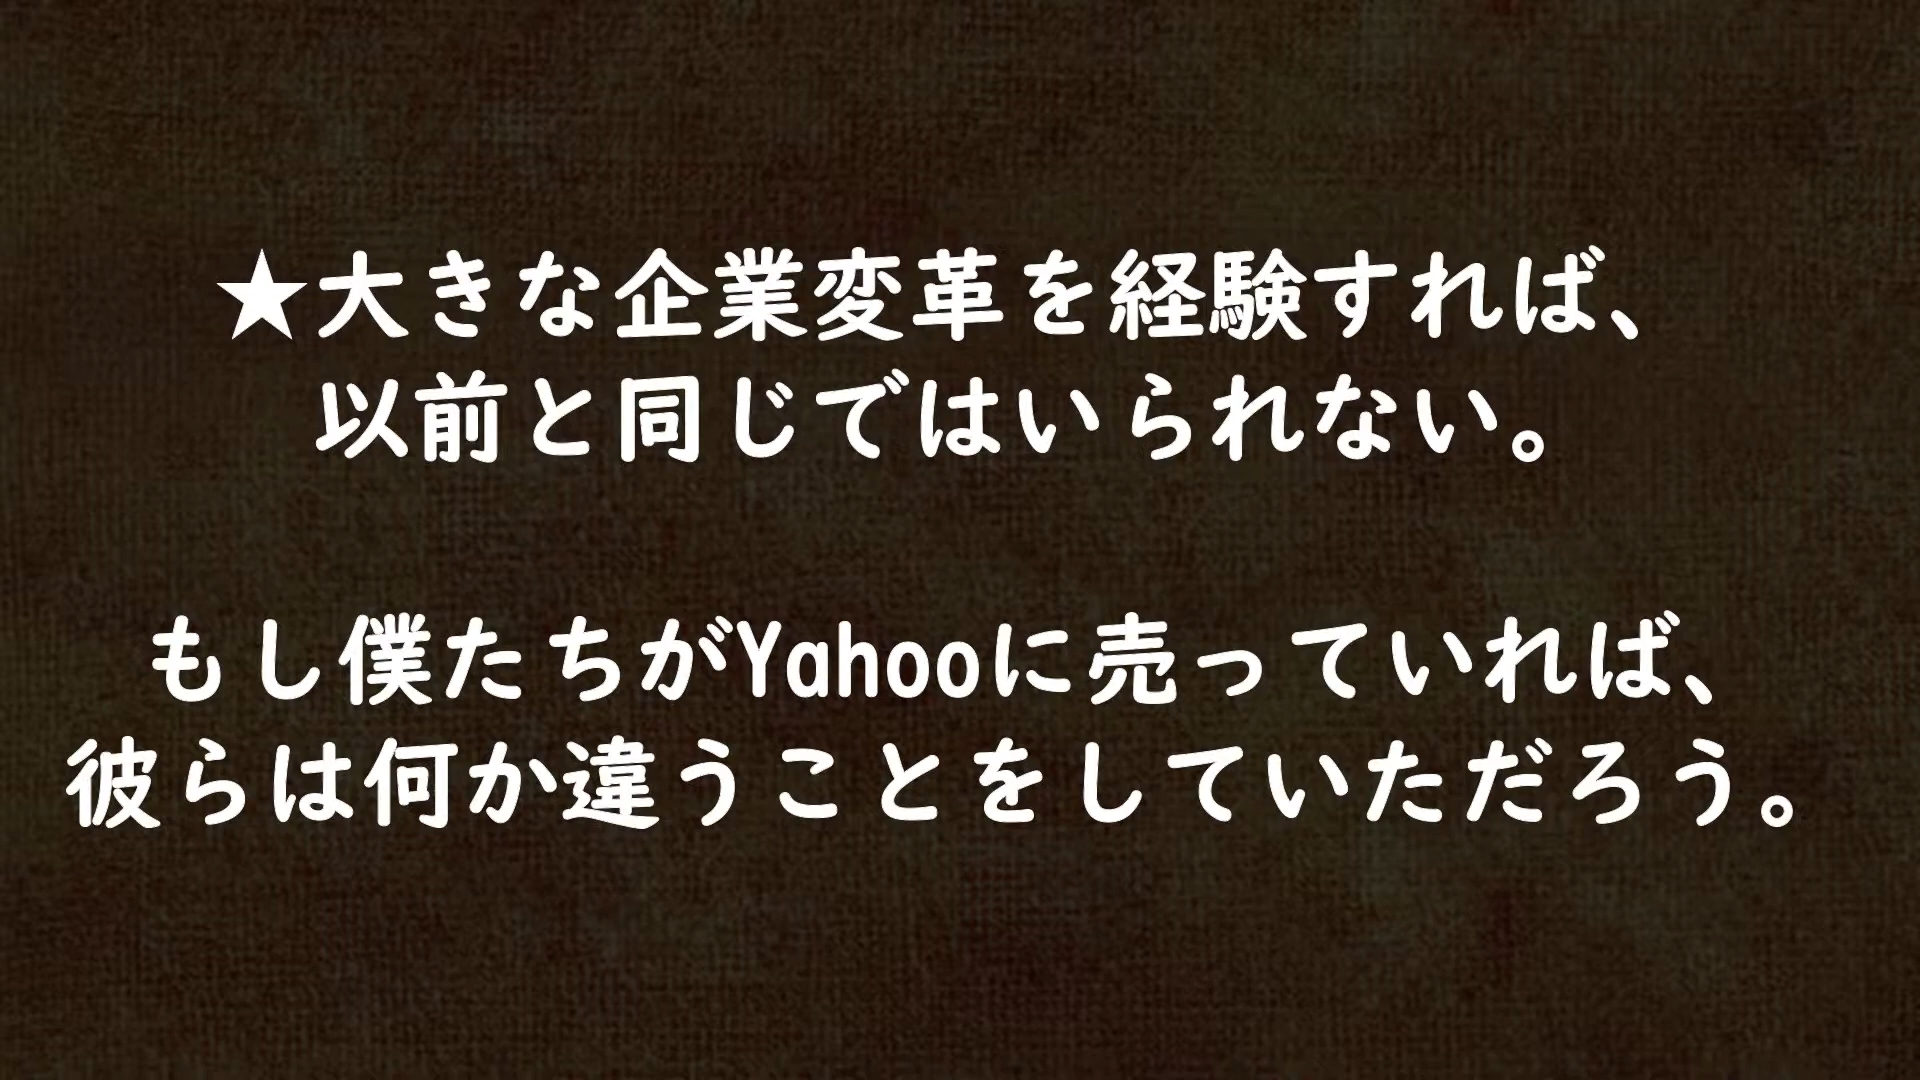 ★大きな企業変革を経験すれば、
以前と同じではいられない。
もし僕たちがYahooに売っていれば、
彼らは何か違うことをしていただろう。